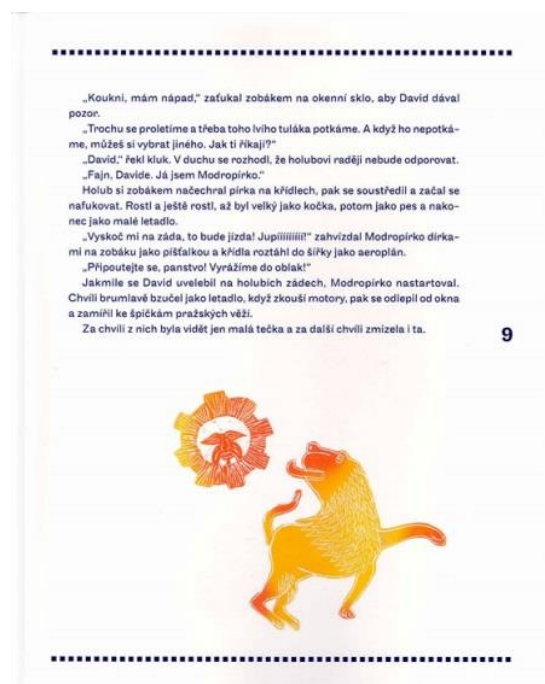 „Koukni, mám nápad,“ zaťukal zobákem na okenní sklo, aby David dával
pozor.
„Trochu se proletíme a třeba toho lvího tuláka potkáme. A když ho nepotká-
me, můžeš si vybrat jiného. Jak ti říkají?“
„David,“ řekl kluk. V duchu se rozhodl, že holubovi raději nebude odporovat.
„Fajn, Davide. Já jsem Modropírko.“
Holub si zobákem načechral pírka na křídlech, pak se soustředil a začal se
nafukovat. Rostl a ještě rostl, až byl velký jako kočka, potom jako pes a nako-
nec jako malé letadlo.
„Vyskoč mi na záda, to bude jízda! Jupííííííííí!“ zahvízdal Modropírko dírka-
mi na zobáku jako píšťalkou a křídla roztáhl do šířky jako aeroplán.
„Připoutejte se, panstvo! Vyrážíme do oblak!“
Jakmile se David uvelebil na holubích zádech, Modropírko nastartoval.
Chvíli brumlavě bzučel jako letadlo, když zkouší motory, pak se odlepil od okna
a zamířil ke špičkám pražských věží.
Za chvíli z nich byla vidět jen malá tečka a za další chvíli zmizela i ta.
9